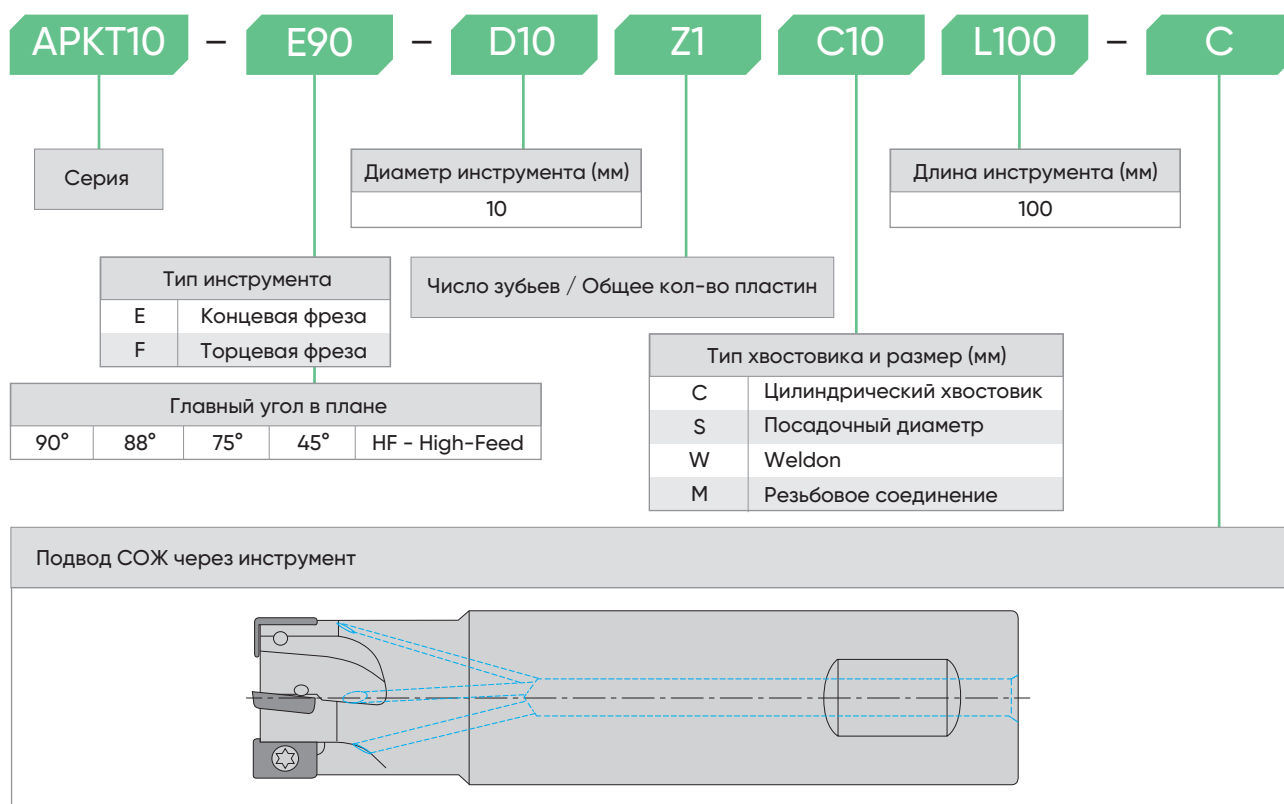 APKT10 – E90 – D10 Z1 C10 L100 – C
Серия
Диаметр инструмента (мм)
10
Длина инструмента (мм)
100
Тип инструмента
E Концевая фреза
F Торцевая фреза
Число зубьев / Общее кол-во пластин
Тип хвостовика и размер (мм)
C Цилиндрический хвостовик
S Посадочный диаметр
W Weldon
M Резьбовое соединение
Главный угол в плане
90° 88° 75° 45° HF - High-Feed
Подвод СОЖ через инструмент